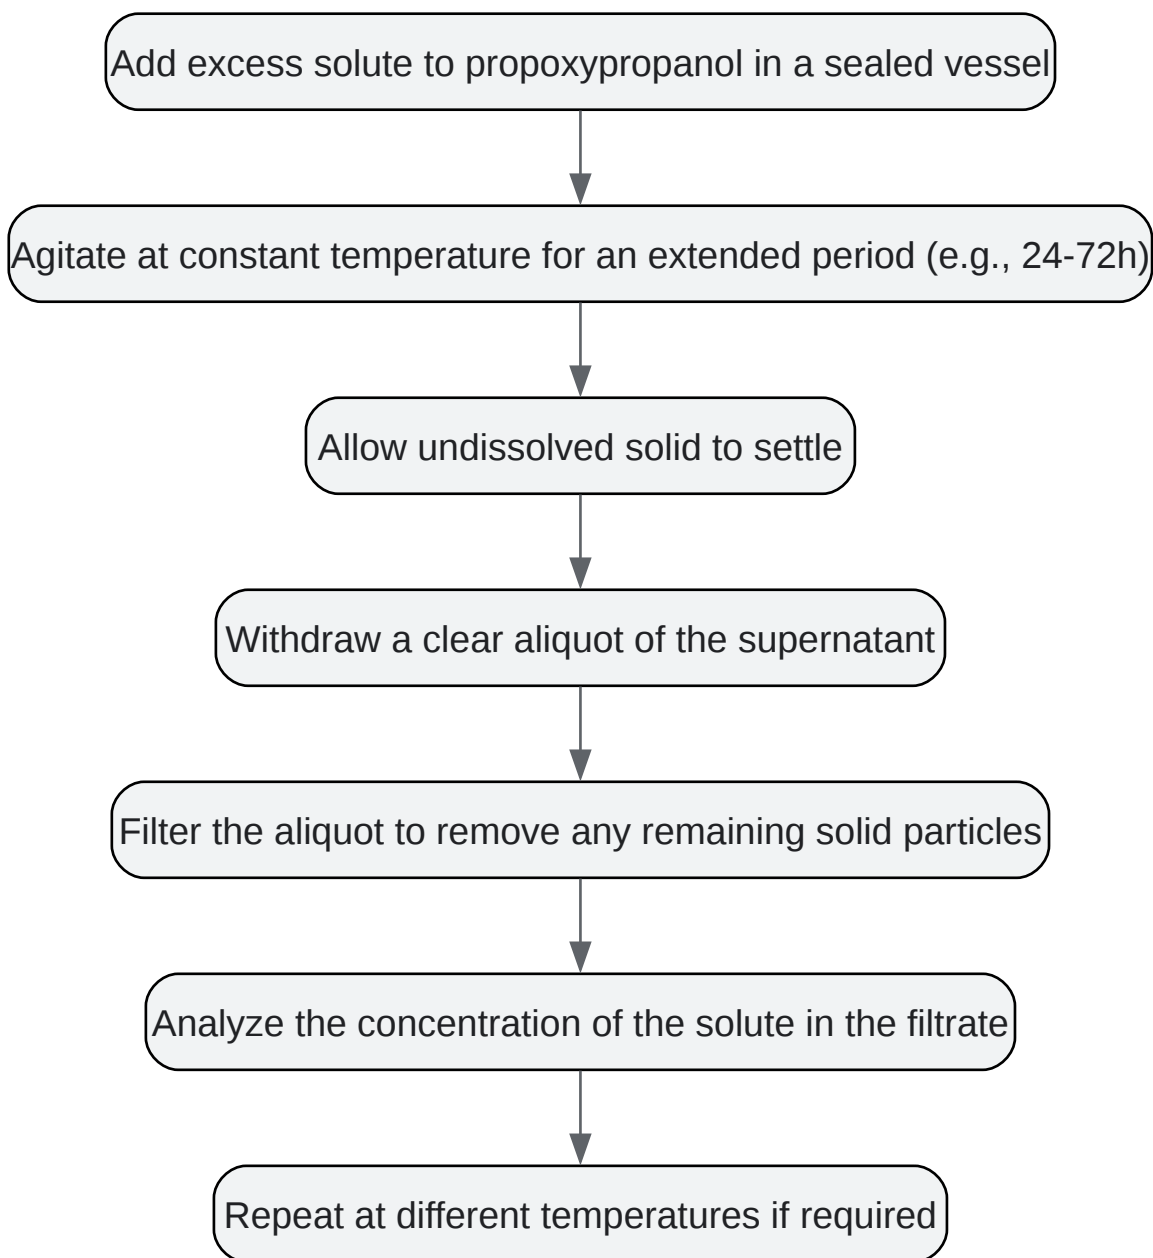 Add excess solute to propoxypropanol in a sealed vessel
Agitate at constant temperature for an extended period (e.g., 24-72h)
Allow undissolved solid to settle
Withdraw a clear aliquot of the supernatant
Filter the aliquot to remove any remaining solid particles
Analyze the concentration of the solute in the filtrate
Repeat at different temperatures if required